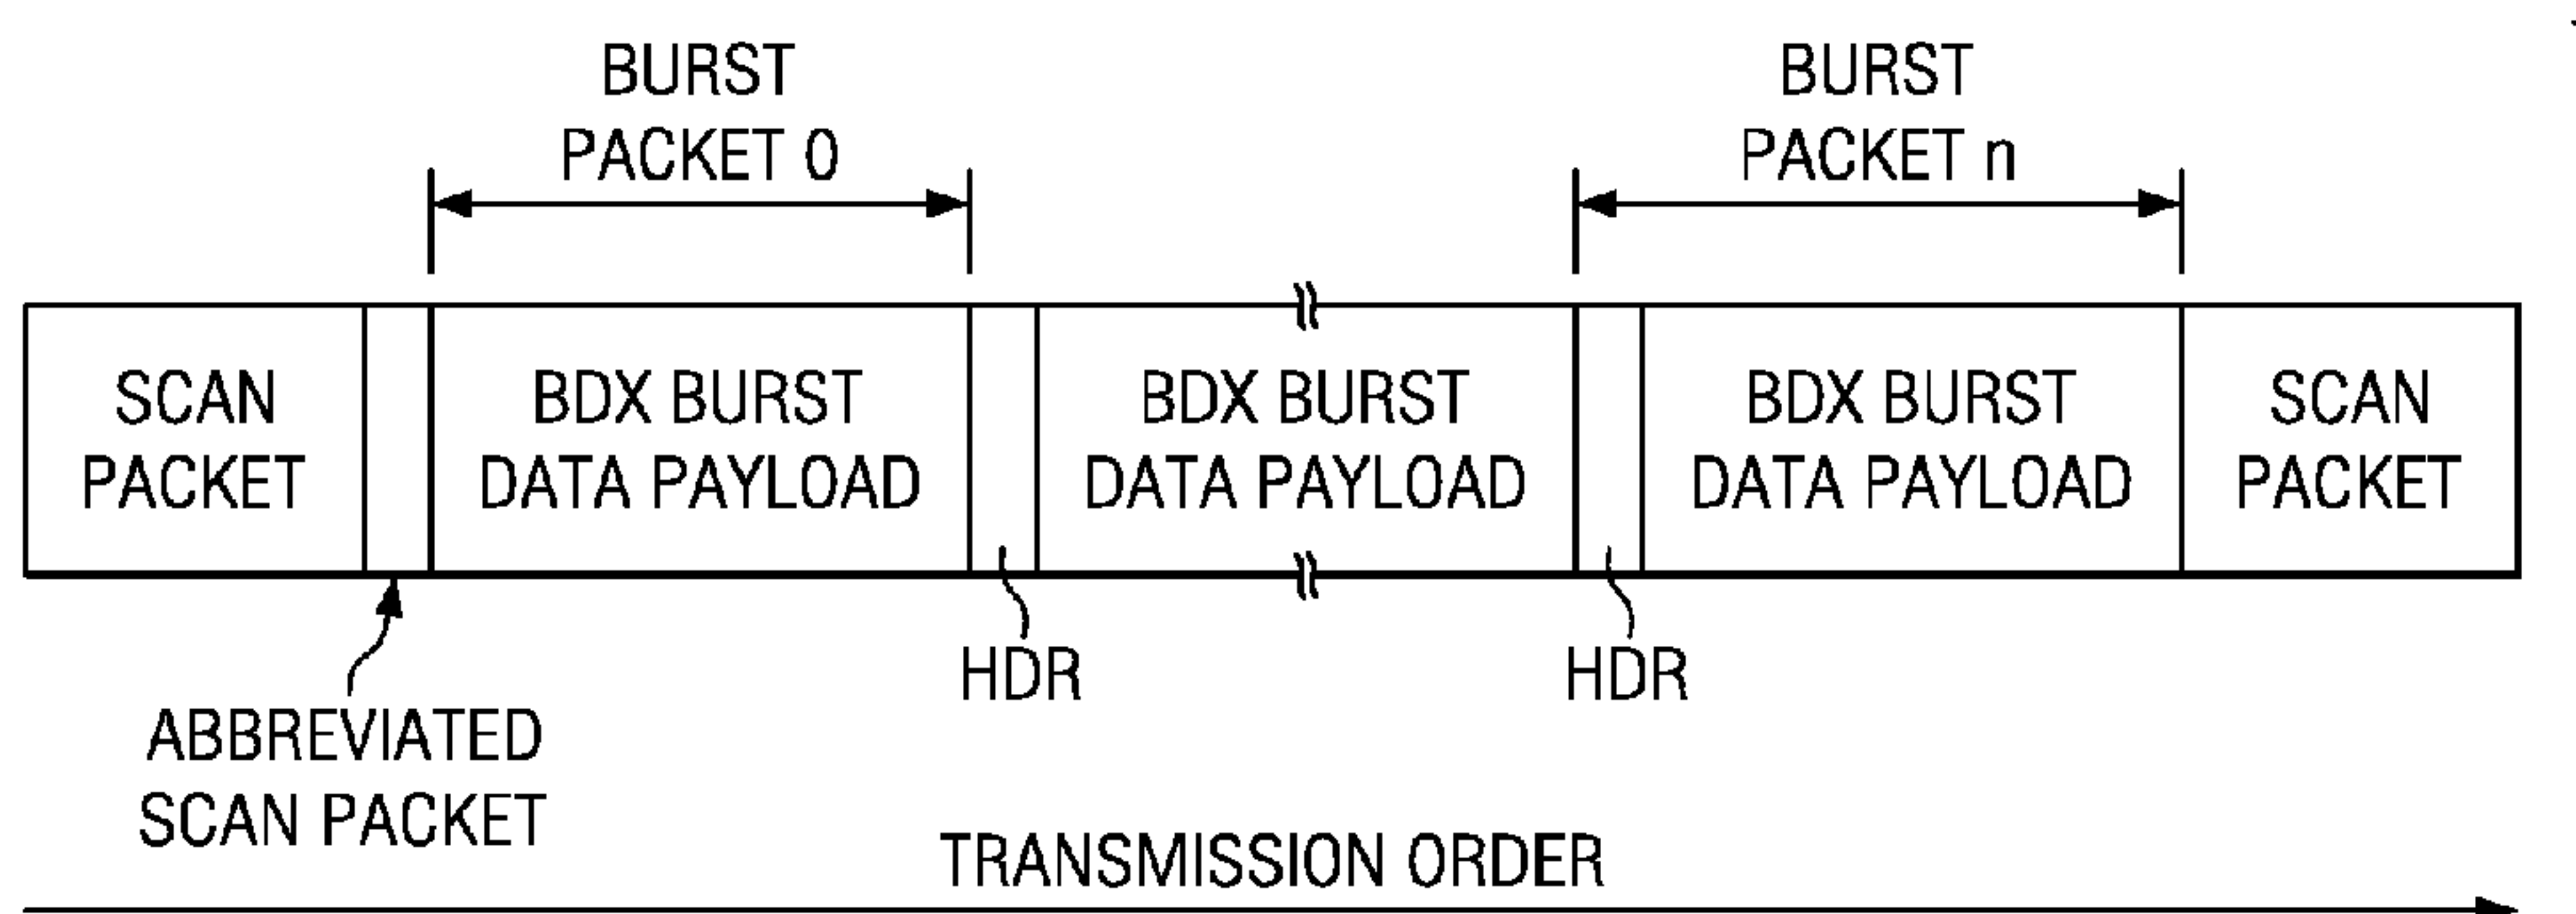 BURST
PACKET 0
BURST
PACKET n
SCAN
PACKET
BDX BURST
DATA PAYLOAD
BDX BURST
DATA PAYLOAD
BDX BURST
DATA PAYLOAD
SCAN
PACKET
HDR
HDR
ABBREVIATED
SCAN PACKET
TRANSMISSION ORDER